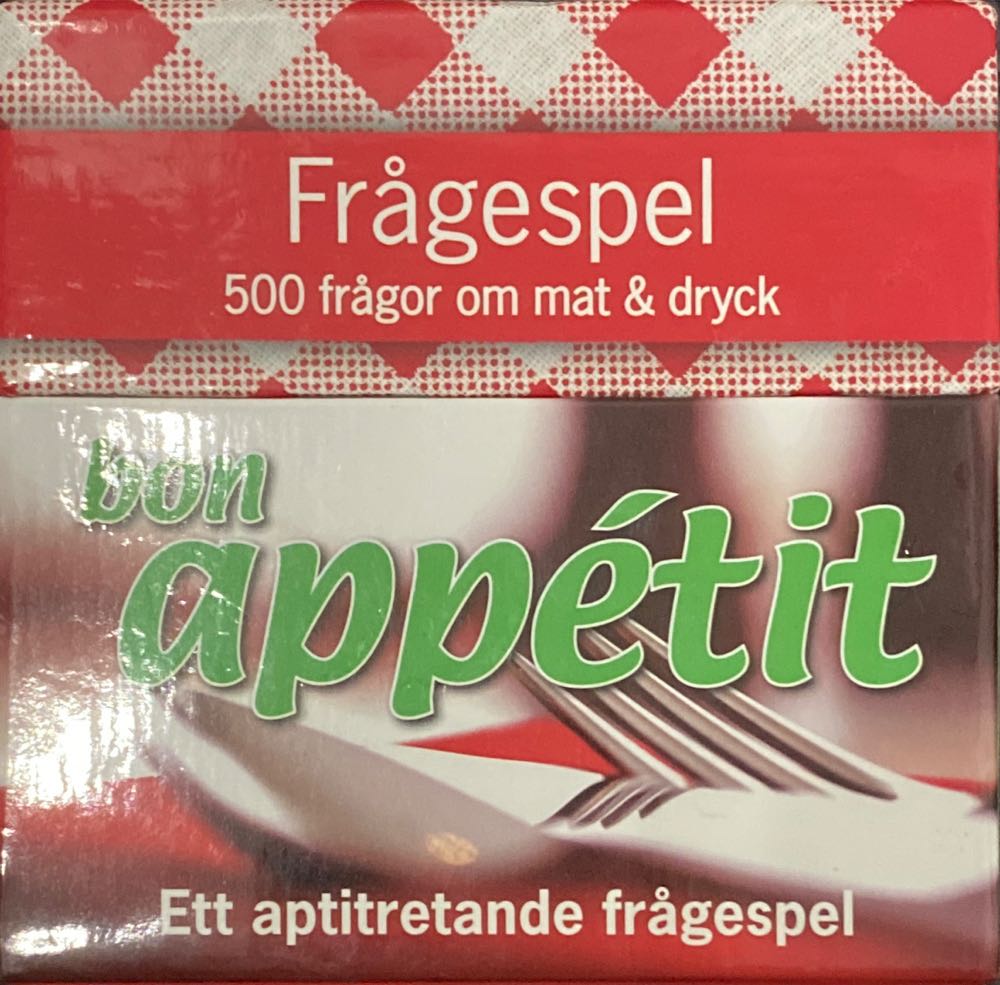 Frågespel
500 frågor om mat & dryck
bon
appétit
Ett aptitretande frågespel